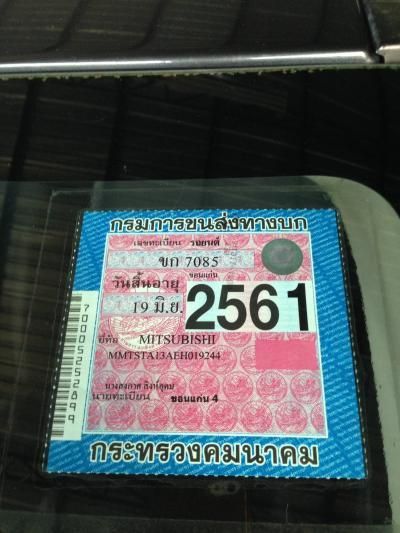 กรมการขนส่งทางบก
เลขทะเบียน รถยนต์
ขก 7085
ขอนแก่น
วันสิ้นอายุ
19 มิ.ย. 2561
ยี่ห้อ MITSUBISHI
MMTSTA13AEH019244
นายทะเบียน ขอนแก่น 4
กระทรวงคมนาคม